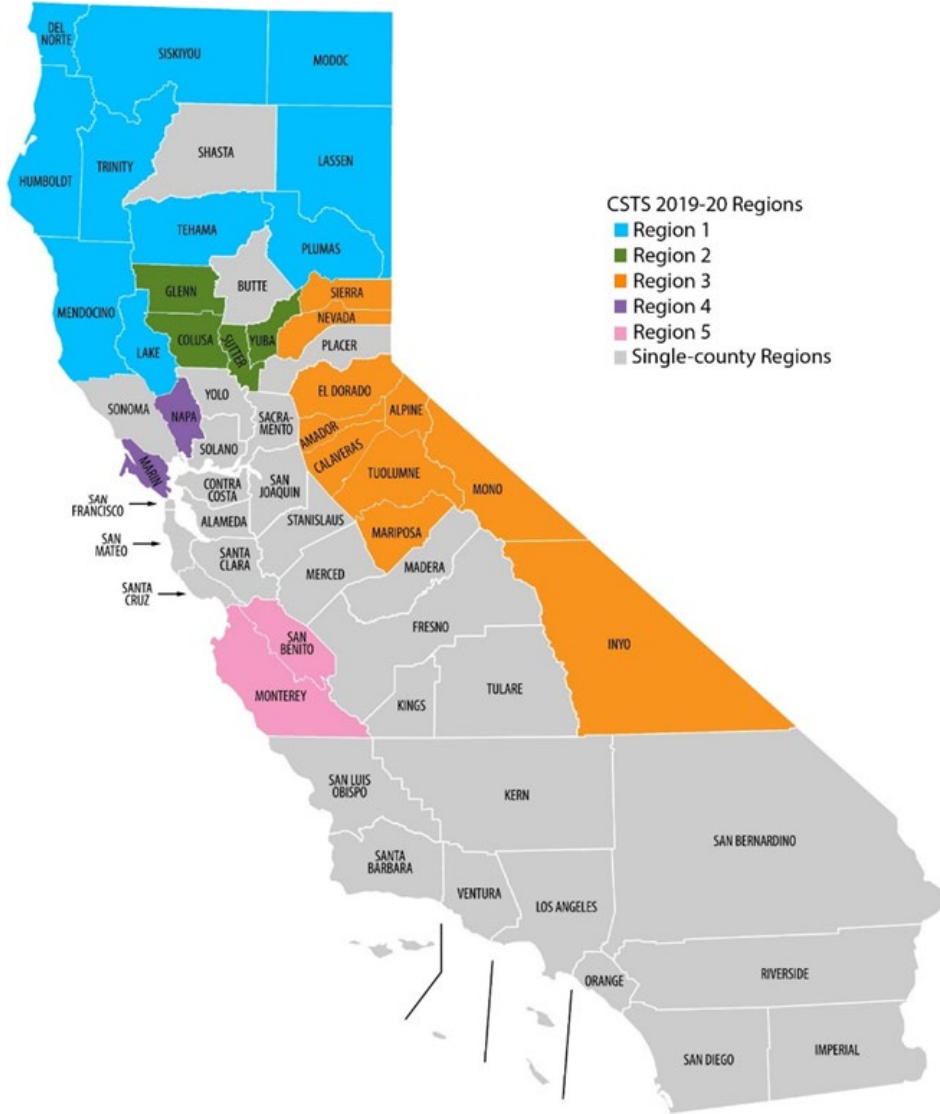 DEL
NORTE
SISKIYOU
MODOC
SHASTA
LASSEN
TRINITY
HUMBOLDT
TEHAMA
PLUMAS
BUTTE
GLENN
SIERRA
MENDOCINO
NEVADA
COLUSA
SUTTER
YUBA
PLACER
LAKE
EL DORADO
YOLO
SONOMA
NAPA
SACRA-
MENTO
ALPINE
AMADOR
SOLANO
CALAVERAS
MARIN
TUOLUMNE
CONTRA
COSTA
SAN
JOAQUIN
MONO
SAN
FRANCISCO
ALAMEDA
STANISLAUS
MARIPOSA
SAN
MATEO
SANTA
CLARA
MERCED
MADERA
SANTA
CRUZ
FRESNO
SAN
BENITO
INYO
MONTEREY
KINGS
TULARE
SAN LUIS
OBISPO
KERN
SAN BERNARDINO
SANTA
BARBARA
VENTURA
LOS ANGELES
ORANGE
RIVERSIDE
SAN DIEGO
IMPERIAL
CSTS 2019-20 Regions
Region 1
Region 2
Region 3
Region 4
Region 5
Single-county Regions